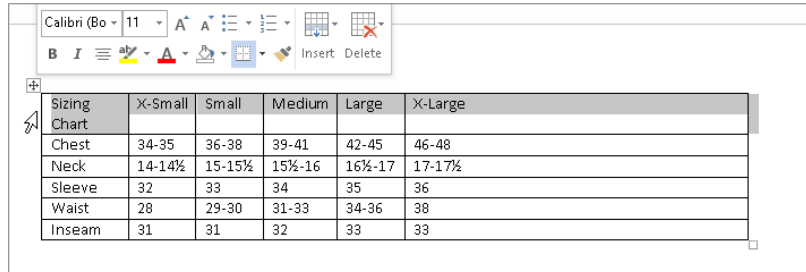 Calibri (Bo 11 A A
B I ab A Insert Delete
Sizing Chart X-Small Small Medium Large X-Large
Chest 34-35 36-38 39-41 42-45 46-48
Neck 14-14½ 15-15½ 15½-16 16½-17 17-17½
Sleeve 32 33 34 35 36
Waist 28 29-30 31-33 34-36 38
Inseam 31 31 32 33 33